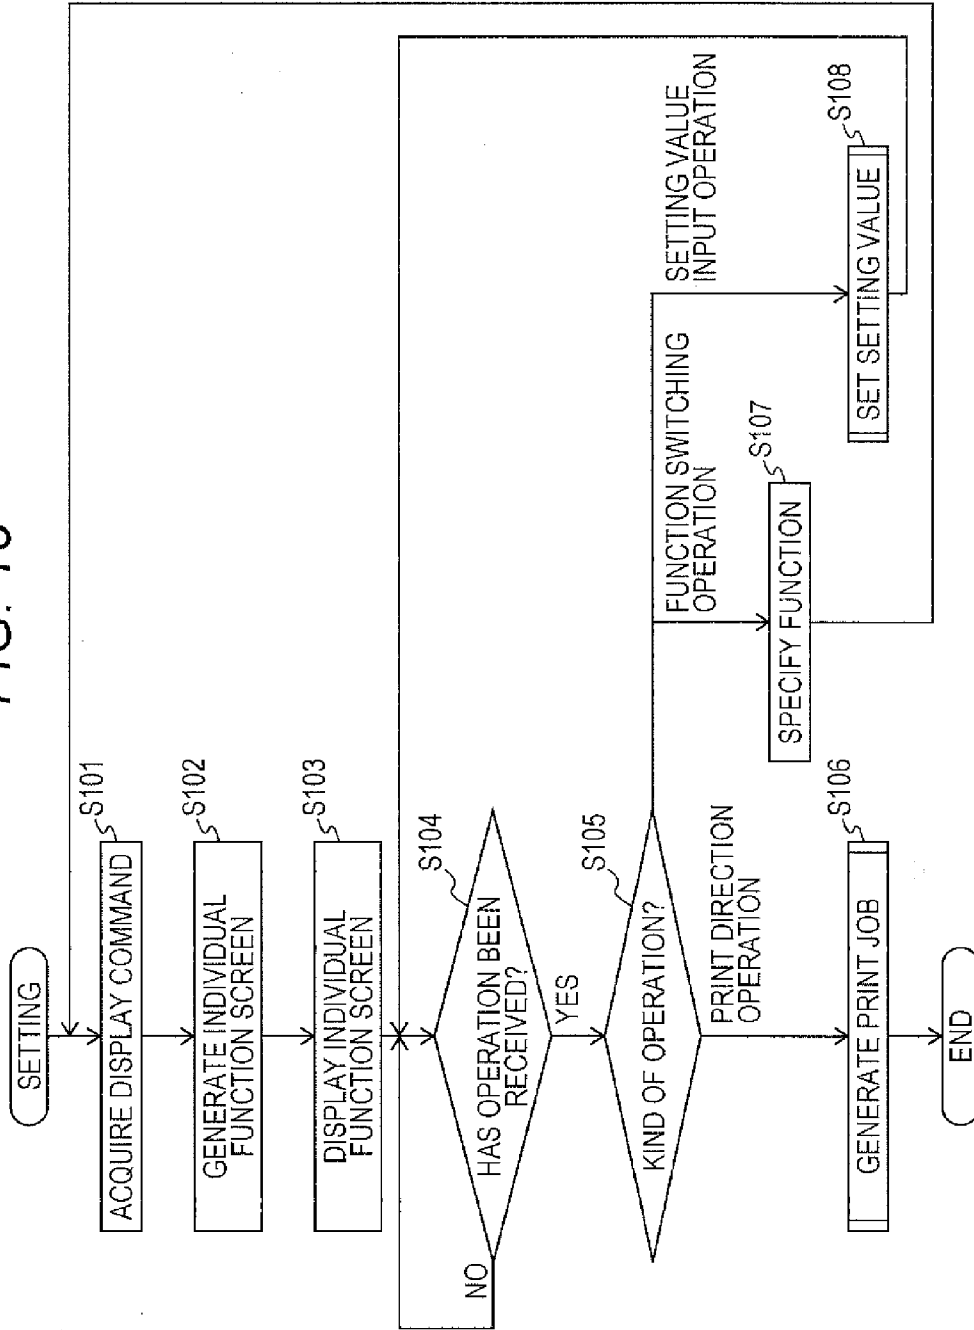 SETTING
S101
ACQUIRE DISPLAY COMMAND
S102
GENERATE INDIVIDUAL
FUNCTION SCREEN
S103
DISPLAY INDIVIDUAL
FUNCTION SCREEN
S104
HAS OPERATION BEEN
RECEIVED?
NO
YES
S105
KIND OF OPERATION?
PRINT DIRECTION
OPERATION
FUNCTION SWITCHING
OPERATION
SETTING VALUE
INPUT OPERATION
S106
GENERATE PRINT JOB
S107
SPECIFY FUNCTION
S108
SET SETTING VALUE
END